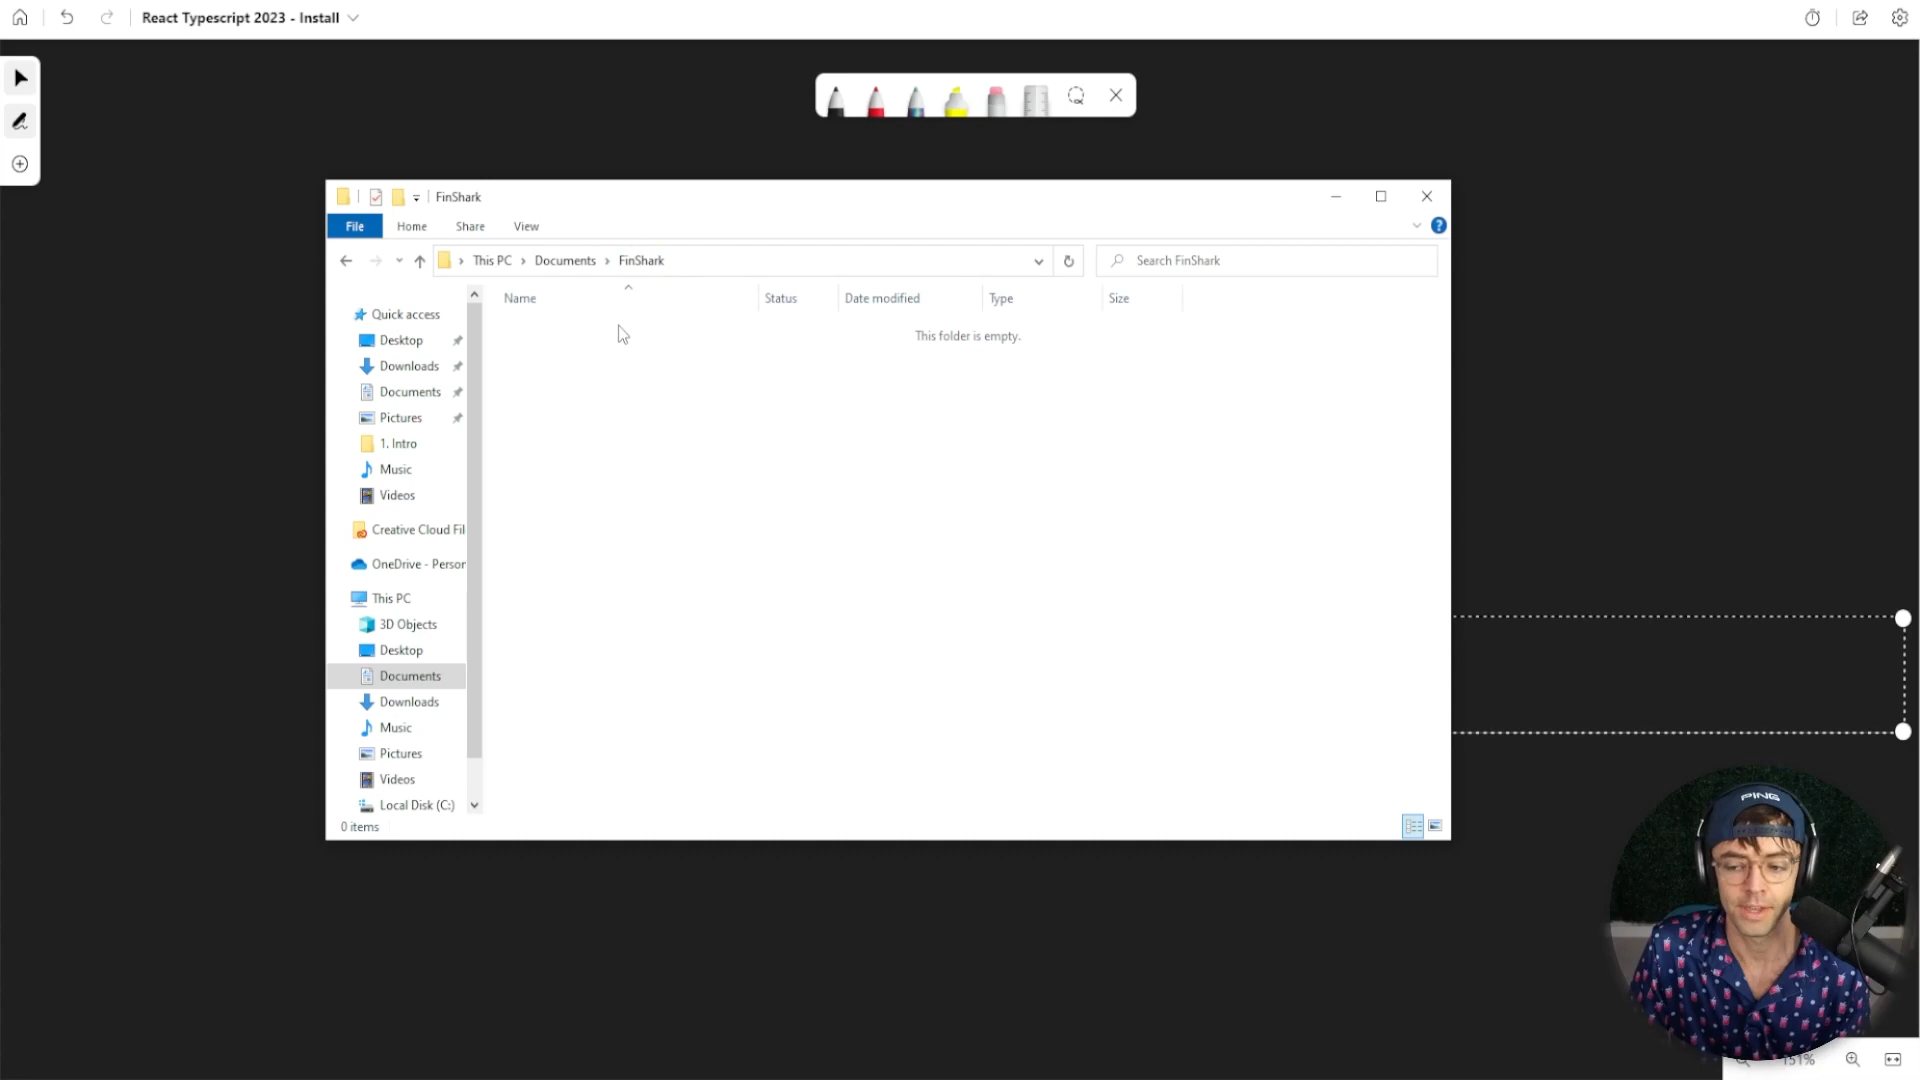 React Typescript 2023 - Install
FinShark
File Home Share View
This PC > Documents > FinShark
Search FinShark
Name Status Date modified Type Size
This folder is empty.
Quick access
Desktop
Downloads
Documents
Pictures
1. Intro
Music
Videos
Creative Cloud Fil
OneDrive - Person
This PC
3D Objects
Desktop
Documents
Downloads
Music
Pictures
Videos
Local Disk (C:)
0 items
PING
151%